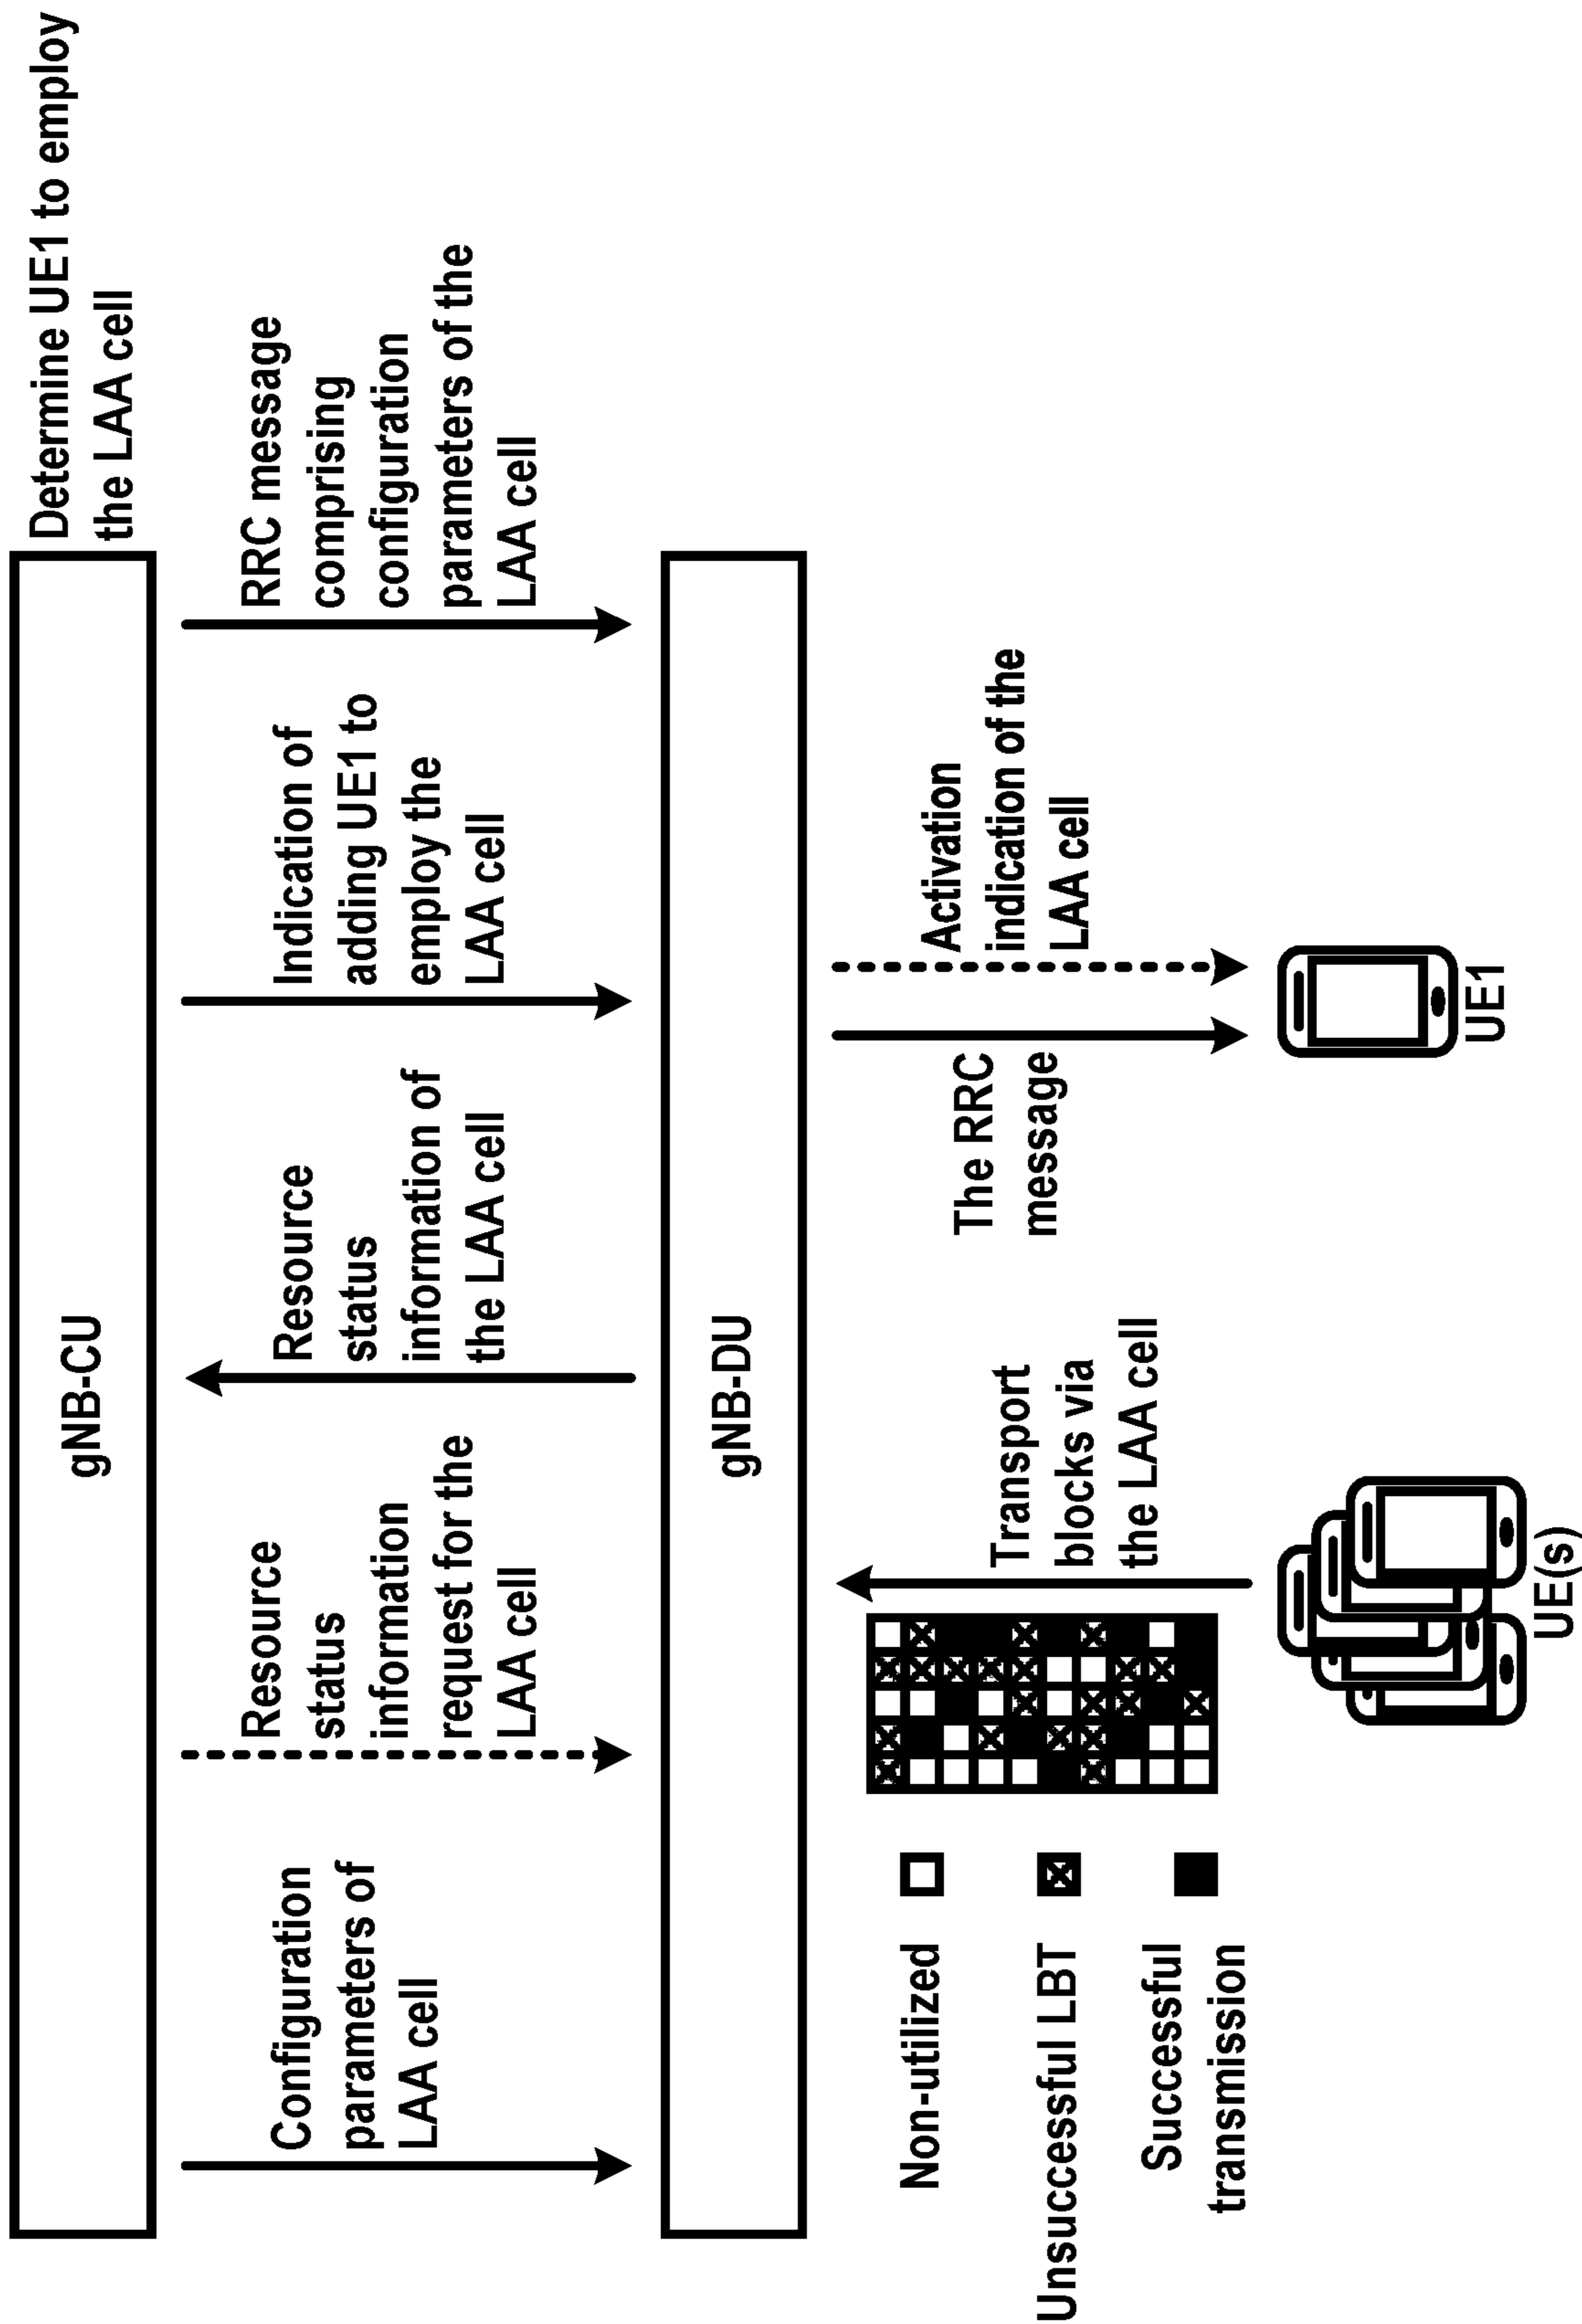 gNB-CU
Determine UE1 to employ
the LAA cell
Configuration
parameters of
LAA cell
Resource
status
information
request for the
LAA cell
Resource
status
information of
the LAA cell
Indication of
adding UE1 to
employ the
LAA cell
RRC message
comprising
configuration
parameters of the
LAA cell
gNB-DU
Non-utilized
Unsuccessful LBT
Successful
transmission
Transport
blocks via
the LAA cell
The RRC
message
Activation
indication of the
LAA cell
UE(s)
UE1